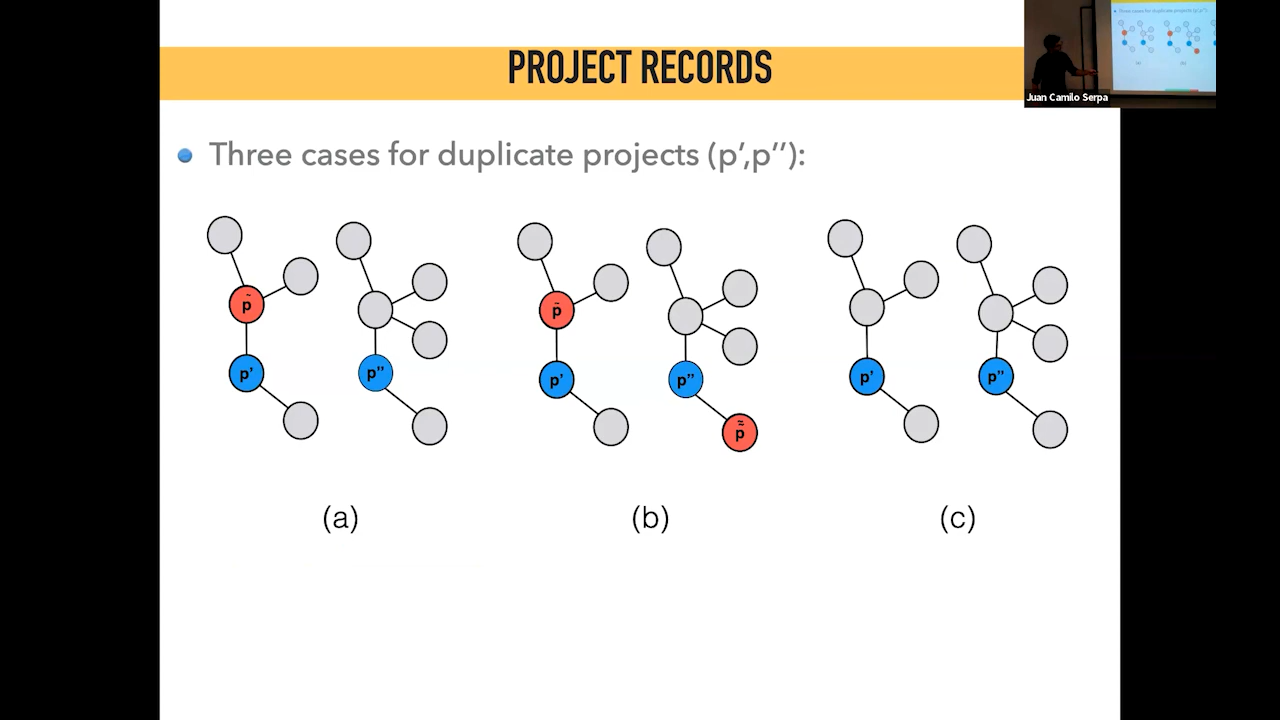 PROJECT RECORDS
Juan Camilo Serpa
Three cases for duplicate projects (p′,p′′):
p̃
p′
p′′
p̃
p′
p′′
p̃̃
p′
p′′
(a)
(b)
(c)